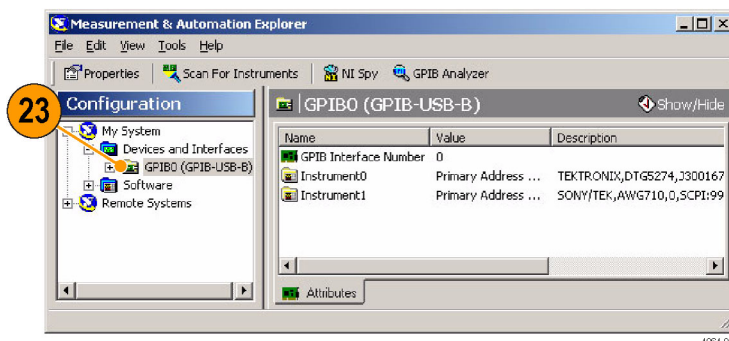 Measurement & Automation Explorer
File Edit View Tools Help
Properties Scan For Instruments NI Spy GPIB Analyzer
23
Configuration
GPIB0 (GPIB-USB-B)
Show/Hide
My System
Devices and Interfaces
GPIB0 (GPIB-USB-B)
Software
Remote Systems
Name Value Description
GPIB Interface Number 0
Instrument0 Primary Address ... TEKTRONIX,DTG5274,J300167
Instrument1 Primary Address ... SONY/TEK,AWG710,0,SCPI:99
Attributes